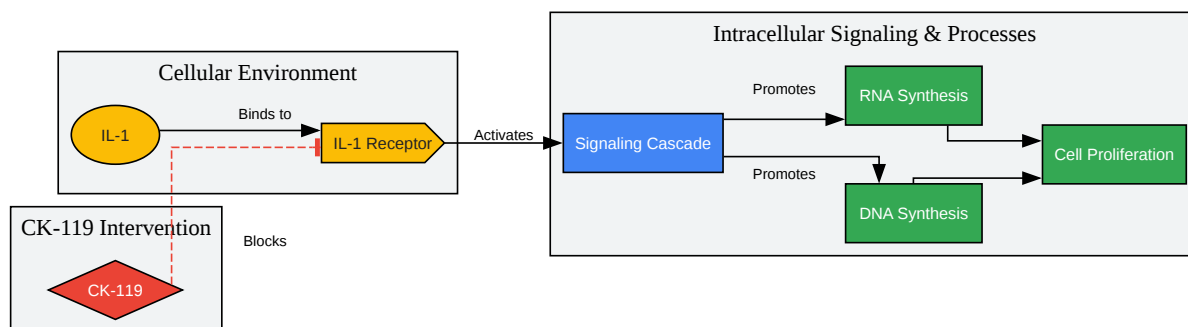 Intracellular Signaling & Processes
Cellular Environment
IL-1
Binds to
IL-1 Receptor
Activates
Signaling Cascade
Promotes
RNA Synthesis
Promotes
DNA Synthesis
Cell Proliferation
CK-119 Intervention
Blocks
CK-119